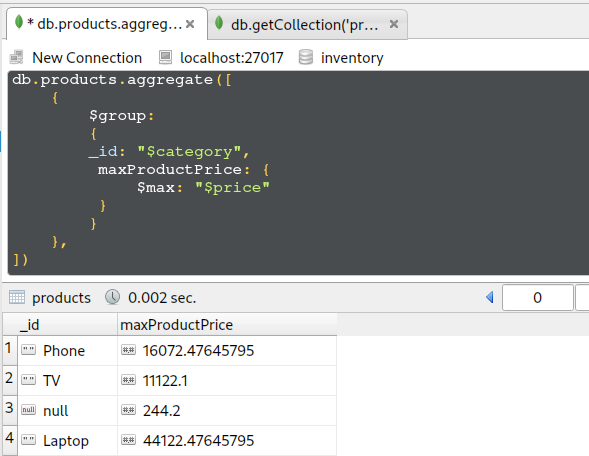 * db.products.aggreg... ×
db.getCollection('pr... ×
New Connection localhost:27017 inventory
db.products.aggregate([
{
$group:
{
_id: "$category",
maxProductPrice: {
$max: "$price"
}
}
},
])
products 0.002 sec. 0
_id maxProductPrice
1 "" Phone #.# 16072.47645795
2 "" TV #.# 11122.1
3 null null #.# 244.2
4 "" Laptop #.# 44122.47645795